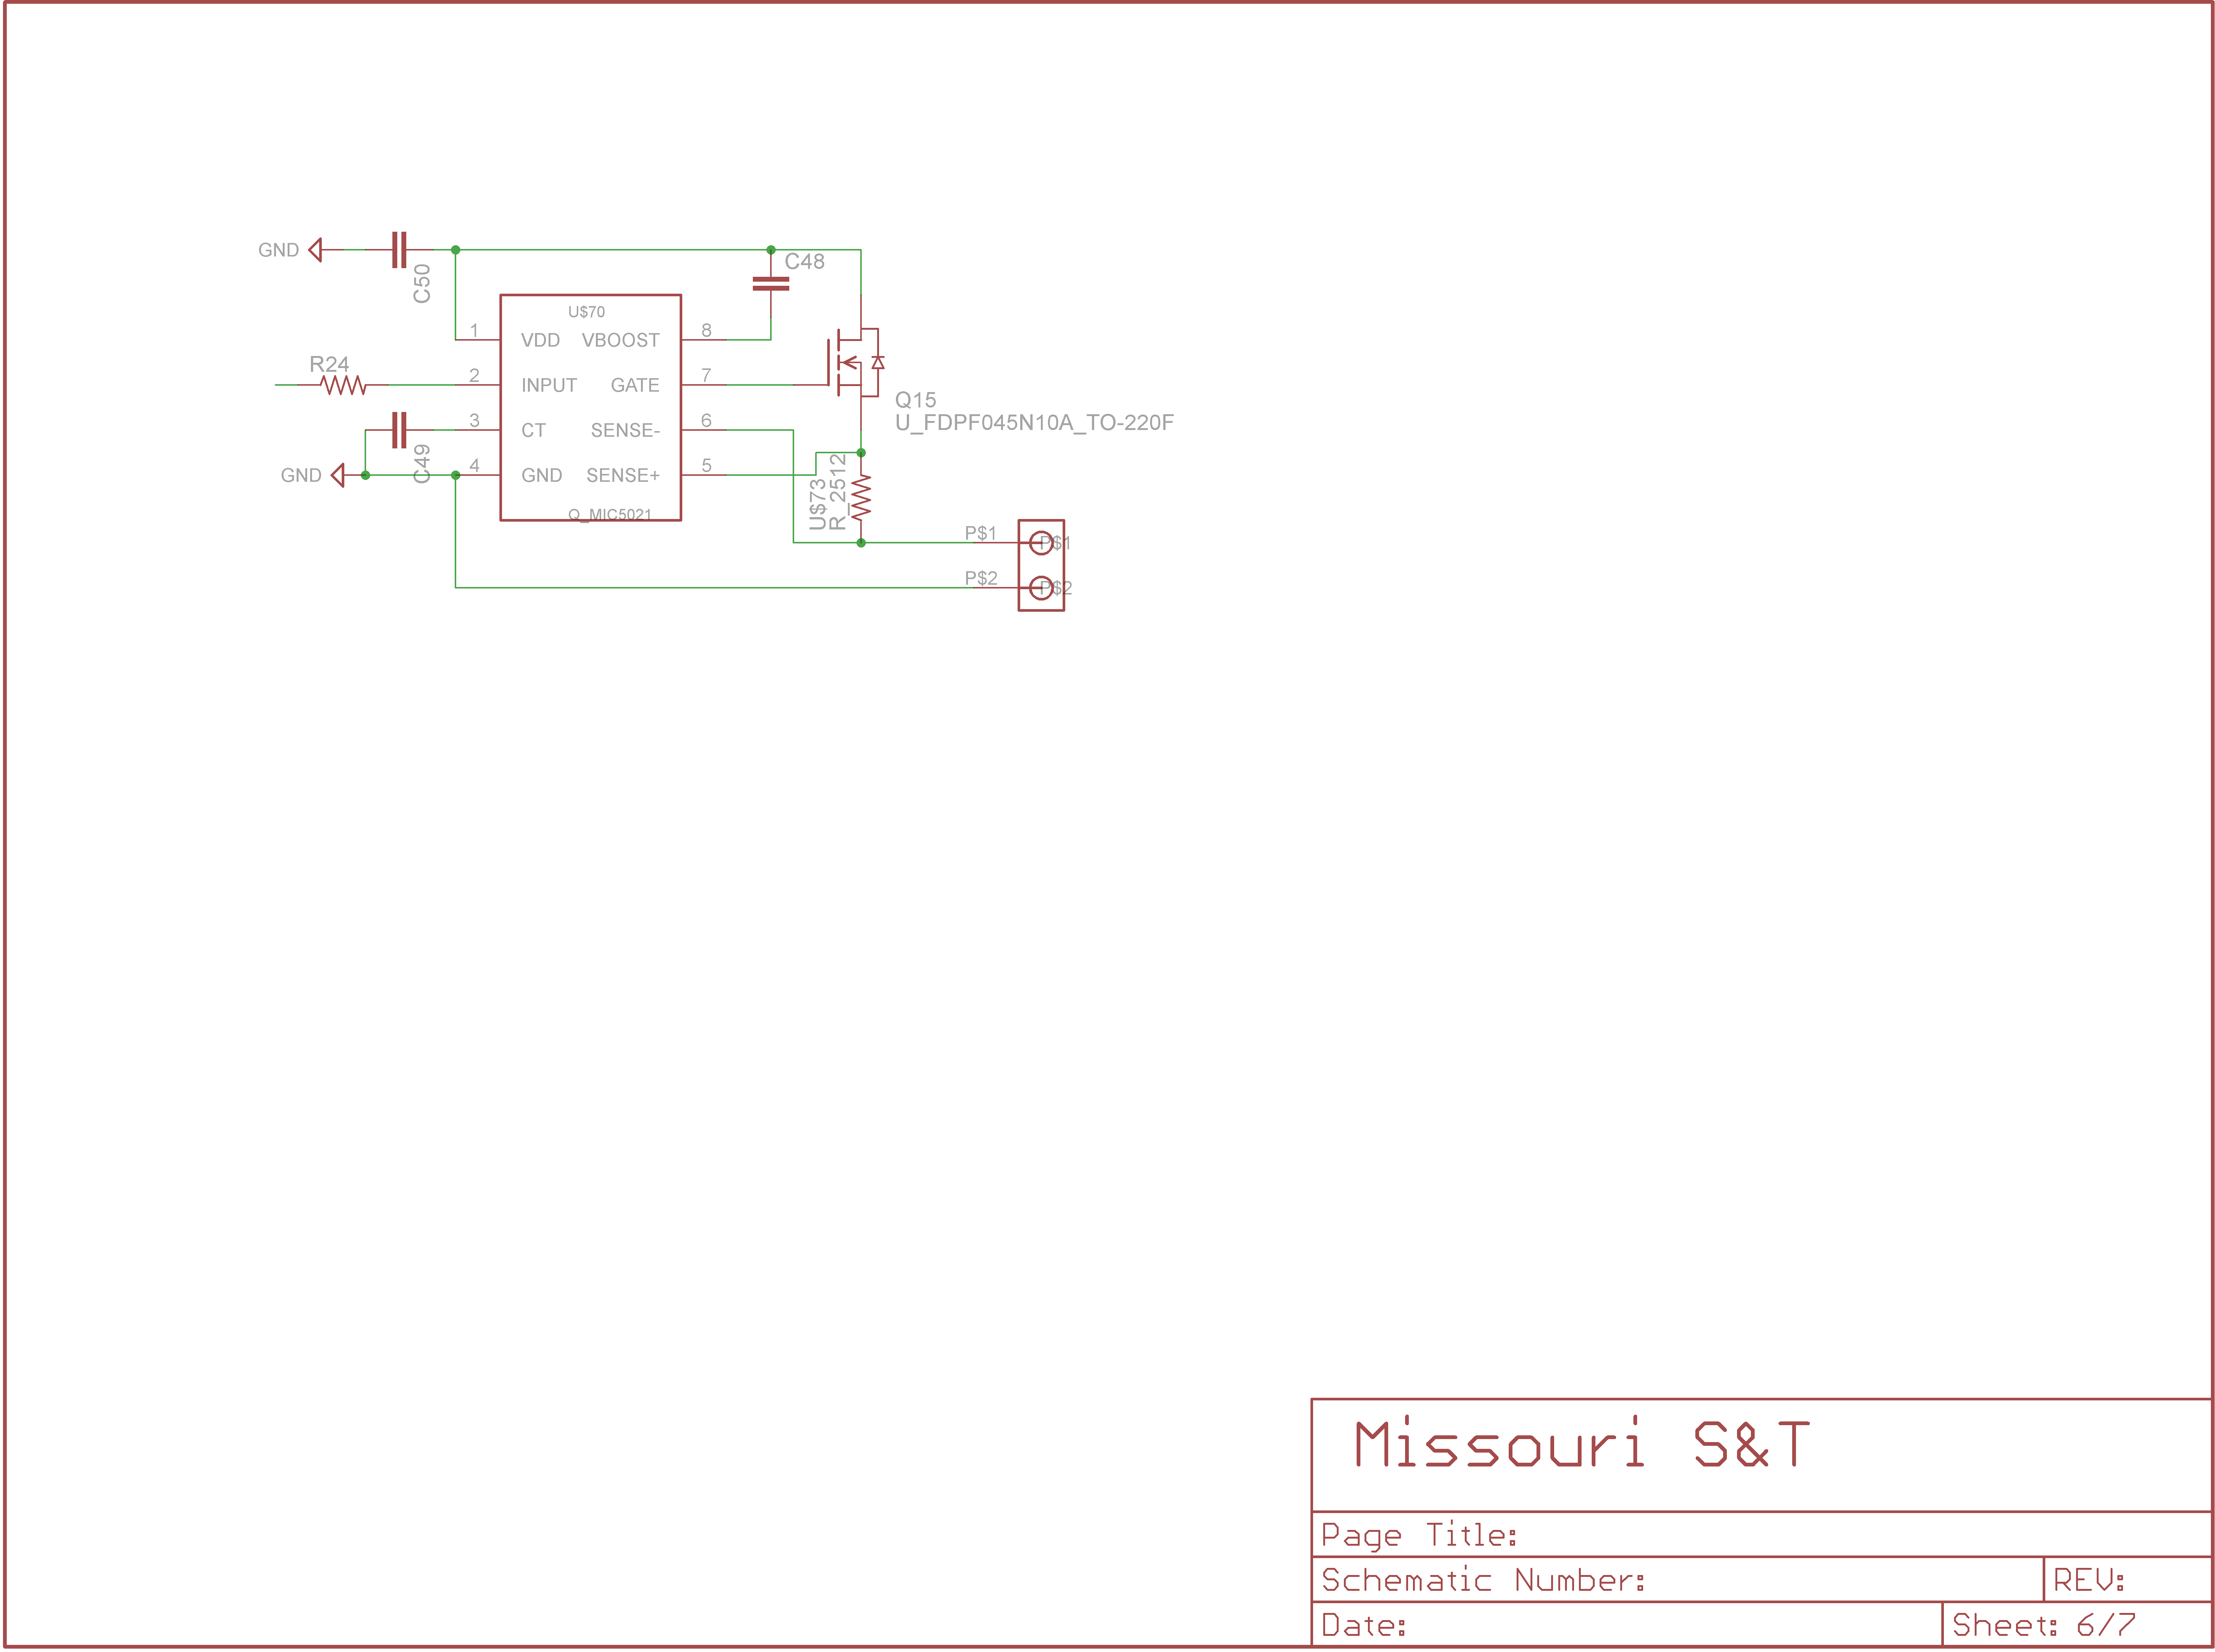 GND
C50
C48
U$70
1 VDD VBOOST 8
R24
2 INPUT GATE 7
Q15
U_FDPF045N10A_TO-220F
3 CT SENSE- 6
C49
GND
4 GND SENSE+ 5
U$73
R_2512
Q_MIC5021
P$1 P$1
P$2 P$2
Missouri S&T
Page Title:
Schematic Number: REV:
Date: Sheet: 6/7